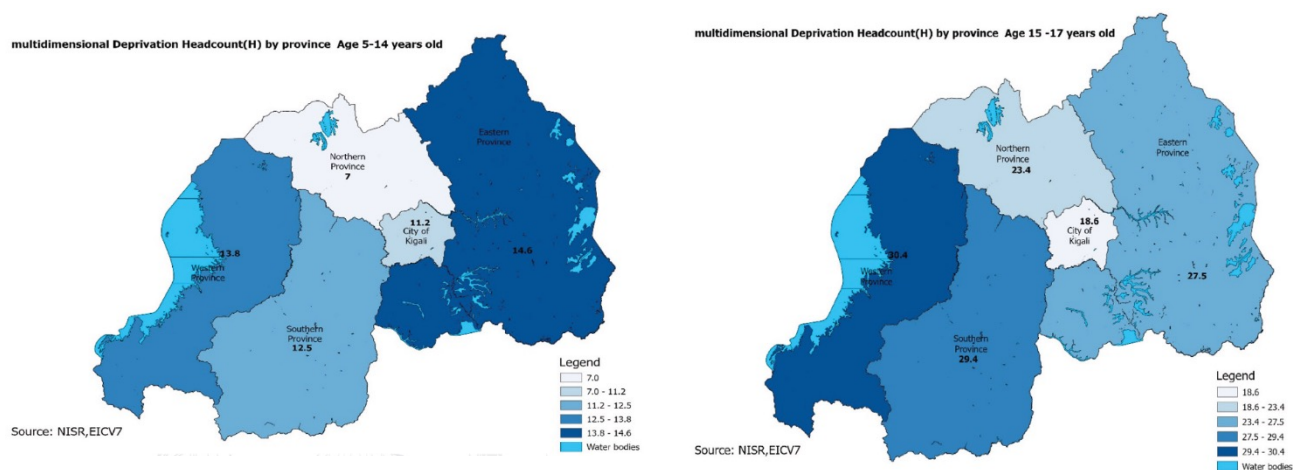 multidimensional Deprivation Headcount(H) by province Age 5-14 years old
Eastern
Province
Northern
Province
7
11.2
City of
Kigali
13.8
Western
Province
14.6
Southern
Province
12.5
Legend
7.0
7.0 - 11.2
11.2 - 12.5
12.5 - 13.8
13.8 - 14.6
Water bodies
Source: NISR,EICV7
multidimensional Deprivation Headcount(H) by province Age 15 -17 years old
Eastern
Province
Northern
Province
23.4
18.6
City of
Kigali
30.4
Western
Province
27.5
Southern
Province
29.4
Legend
18.6
18.6 - 23.4
23.4 - 27.5
27.5 - 29.4
29.4 - 30.4
Water bodies
Source: NISR,EICV7